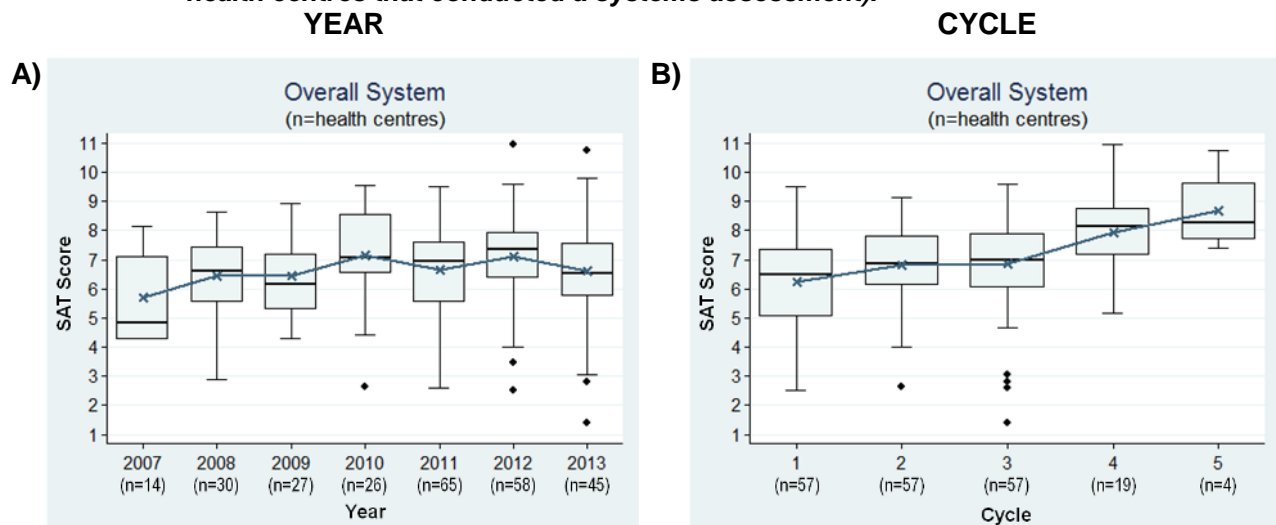 health centres that conducted a systems assessment).
YEAR
CYCLE
A)
Overall System
(n=health centres)
SAT Score
11
10
9
8
7
6
5
4
3
2
1
2007 2008 2009 2010 2011 2012 2013
(n=14) (n=30) (n=27) (n=26) (n=65) (n=58) (n=45)
Year
B)
Overall System
(n=health centres)
SAT Score
11
10
9
8
7
6
5
4
3
2
1
1 2 3 4 5
(n=57) (n=57) (n=57) (n=19) (n=4)
Cycle